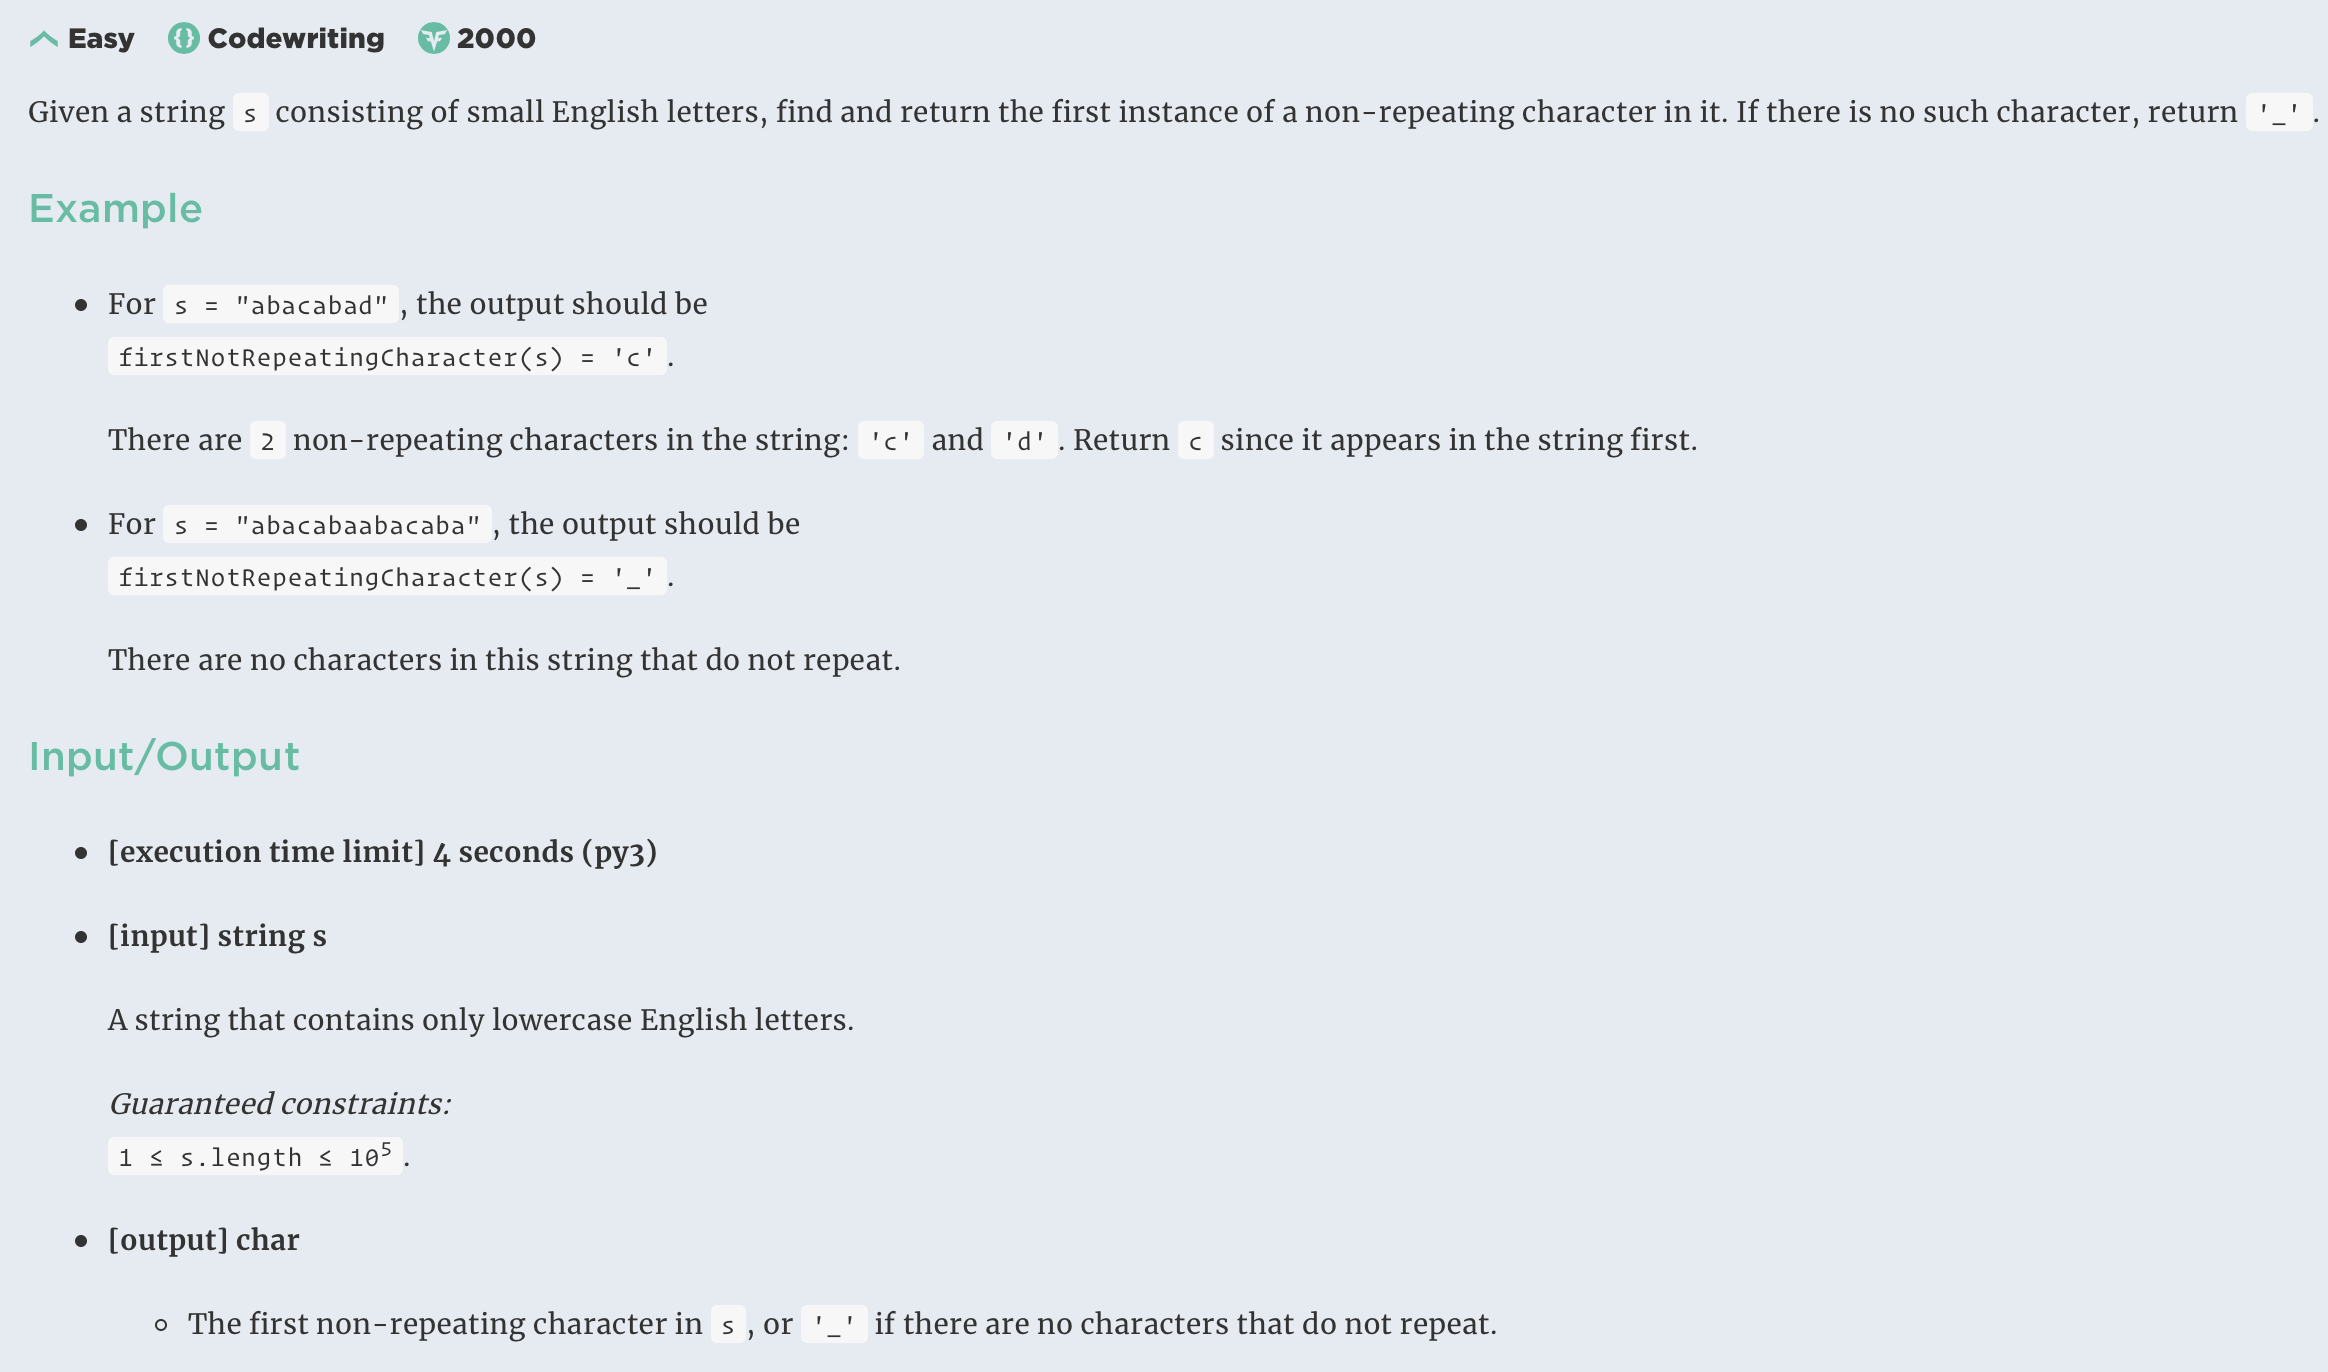 Easy Codewriting 2000
Given a string s consisting of small English letters, find and return the first instance of a non-repeating character in it. If there is no such character, return '_'.
Example
For s = "abacabad", the output should be
firstNotRepeatingCharacter(s) = 'c'.
There are 2 non-repeating characters in the string: 'c' and 'd'. Return c since it appears in the string first.
For s = "abacabaabacaba", the output should be
firstNotRepeatingCharacter(s) = '_'.
There are no characters in this string that do not repeat.
Input/Output
[execution time limit] 4 seconds (py3)
[input] string s
A string that contains only lowercase English letters.
Guaranteed constraints:
1 ≤ s.length ≤ 10⁵.
[output] char
The first non-repeating character in s, or '_' if there are no characters that do not repeat.